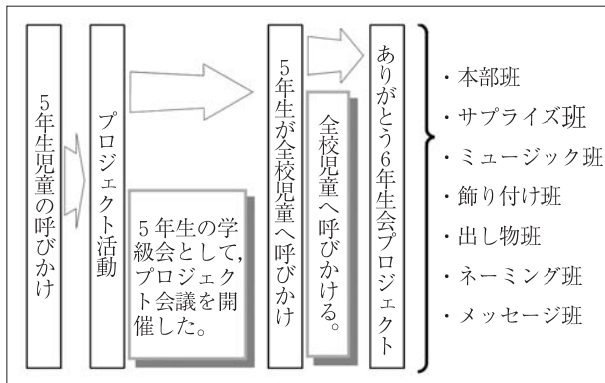 5年生児童の呼びかけ
プロジェクト活動
5年生の学
級会として，
プロジェク
ト会議を開
催した。
5年生が全校児童へ呼びかけ
全校児童へ呼びかける。
ありがとう6年生会プロジェクト
・本部班
・サプライズ班
・ミュージック班
・飾り付け班
・出し物班
・ネーミング班
・メッセージ班